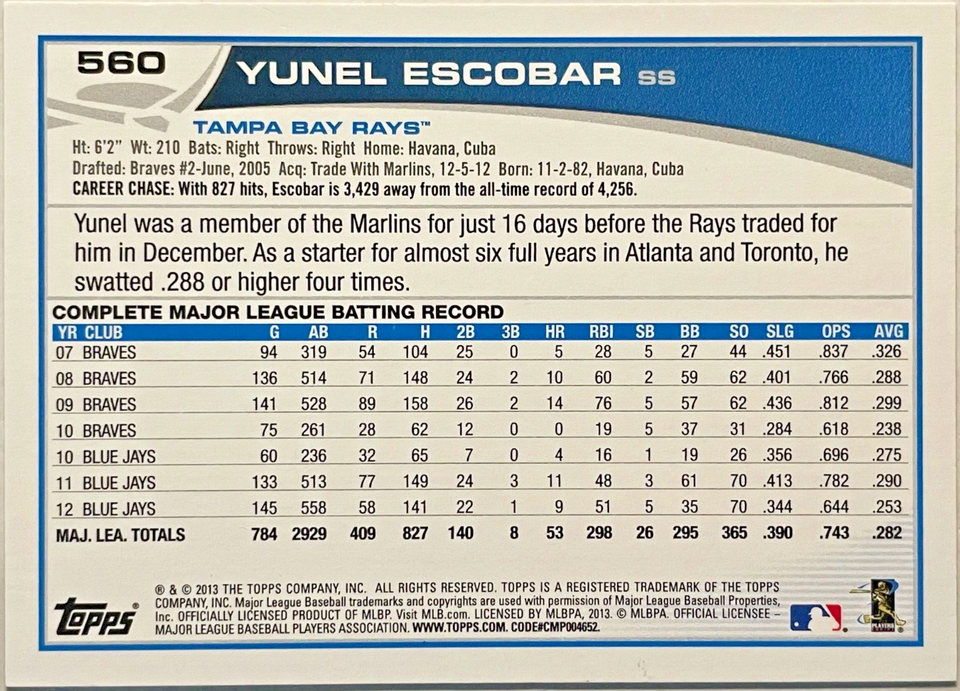 560
YUNEL ESCOBAR SS
TAMPA BAY RAYS™
Ht: 6'2" Wt: 210 Bats: Right Throws: Right Home: Havana, Cuba
Drafted: Braves #2-June, 2005 Acq: Trade With Marlins, 12-5-12 Born: 11-2-82, Havana, Cuba
CAREER CHASE: With 827 hits, Escobar is 3,429 away from the all-time record of 4,256.
Yunel was a member of the Marlins for just 16 days before the Rays traded for
him in December. As a starter for almost six full years in Atlanta and Toronto, he
swatted .288 or higher four times.
COMPLETE MAJOR LEAGUE BATTING RECORD
YR CLUB G AB R H 2B 3B HR RBI SB BB SO SLG OPS AVG
07 BRAVES 94 319 54 104 25 0 5 28 5 27 44 .451 .837 .326
08 BRAVES 136 514 71 148 24 2 10 60 2 59 62 .401 .766 .288
09 BRAVES 141 528 89 158 26 2 14 76 5 57 62 .436 .812 .299
10 BRAVES 75 261 28 62 12 0 0 19 5 37 31 .284 .618 .238
10 BLUE JAYS 60 236 32 65 7 0 4 16 1 19 26 .356 .696 .275
11 BLUE JAYS 133 513 77 149 24 3 11 48 3 61 70 .413 .782 .290
12 BLUE JAYS 145 558 58 141 22 1 9 51 5 35 70 .344 .644 .253
MAJ. LEA. TOTALS 784 2929 409 827 140 8 53 298 26 295 365 .390 .743 .282
® & © 2013 THE TOPPS COMPANY, INC. ALL RIGHTS RESERVED. TOPPS IS A REGISTERED TRADEMARK OF THE TOPPS
COMPANY, INC. Major League Baseball trademarks and copyrights are used with permission of Major League Baseball Properties,
Inc. OFFICIALLY LICENSED PRODUCT OF MLBP. Visit MLB.com. LICENSED BY MLBPA, 2013. © MLBPA. OFFICIAL LICENSEE –
MAJOR LEAGUE BASEBALL PLAYERS ASSOCIATION. WWW.TOPPS.COM. CODE#CMP004652.
Topps®
PLAYERS